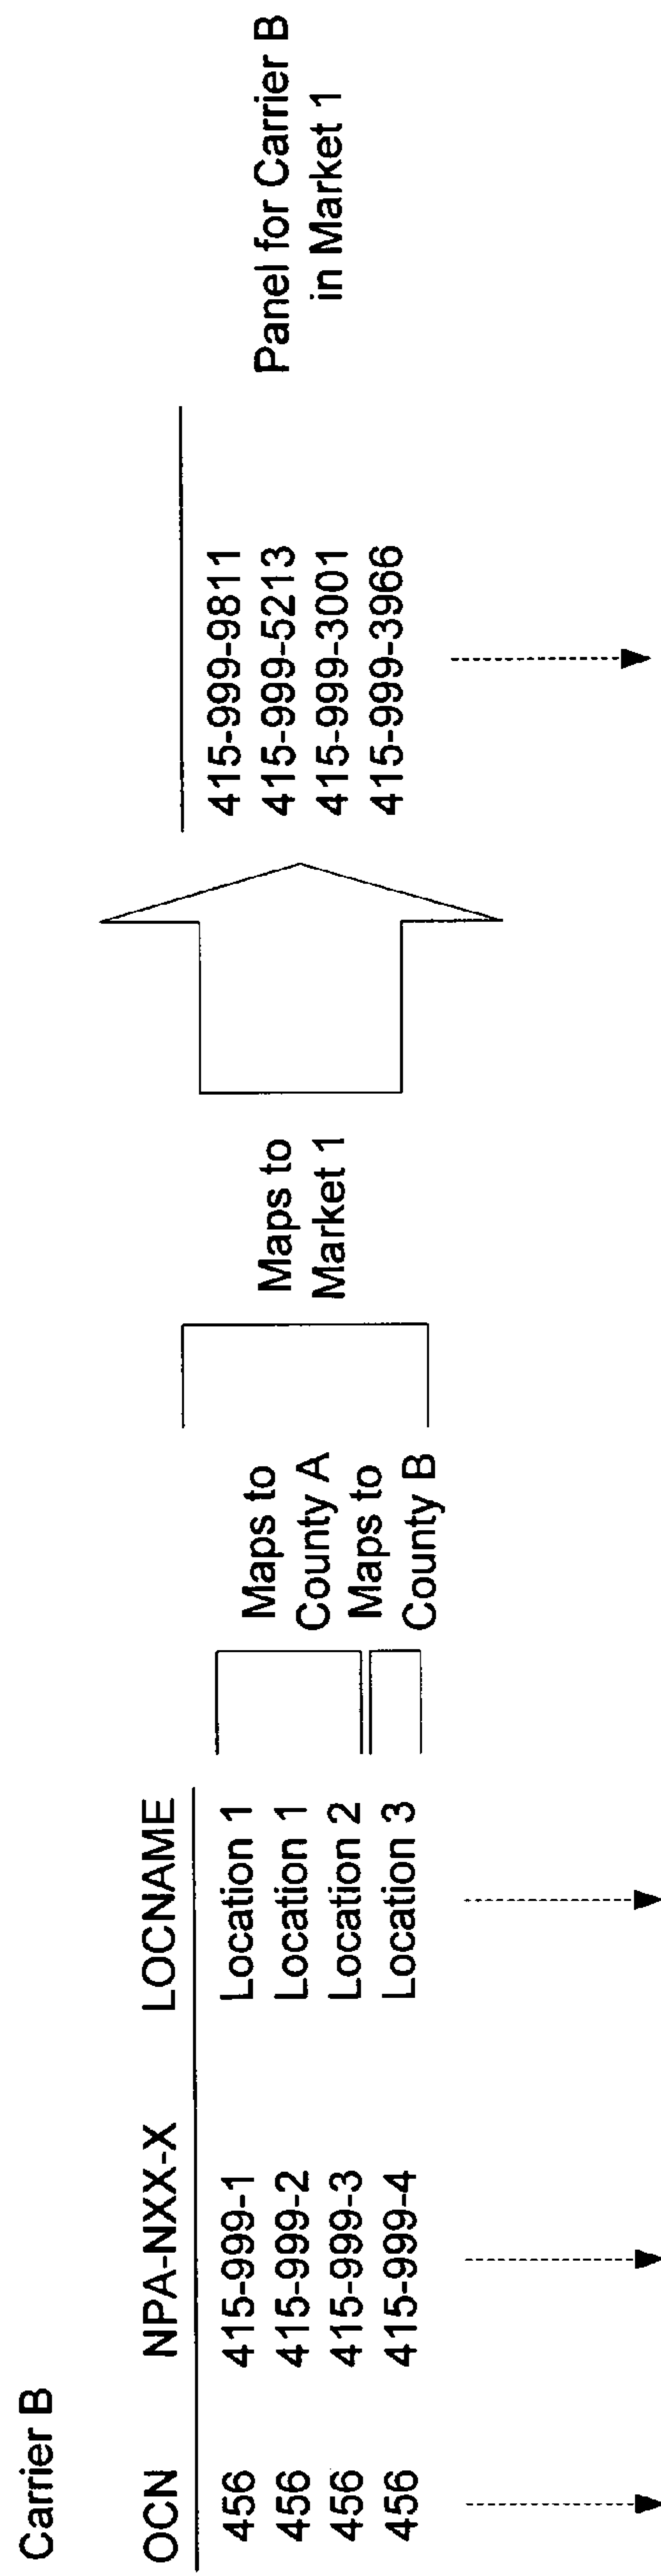 Carrier B
OCN NPA-NXX-X LOCNAME
456 415-999-1 Location 1
456 415-999-2 Location 1
456 415-999-3 Location 2
456 415-999-4 Location 3
Maps to
County A
Maps to
County B
Maps to
Market 1
415-999-9811
415-999-5213
415-999-3001
415-999-3966
Panel for Carrier B
in Market 1